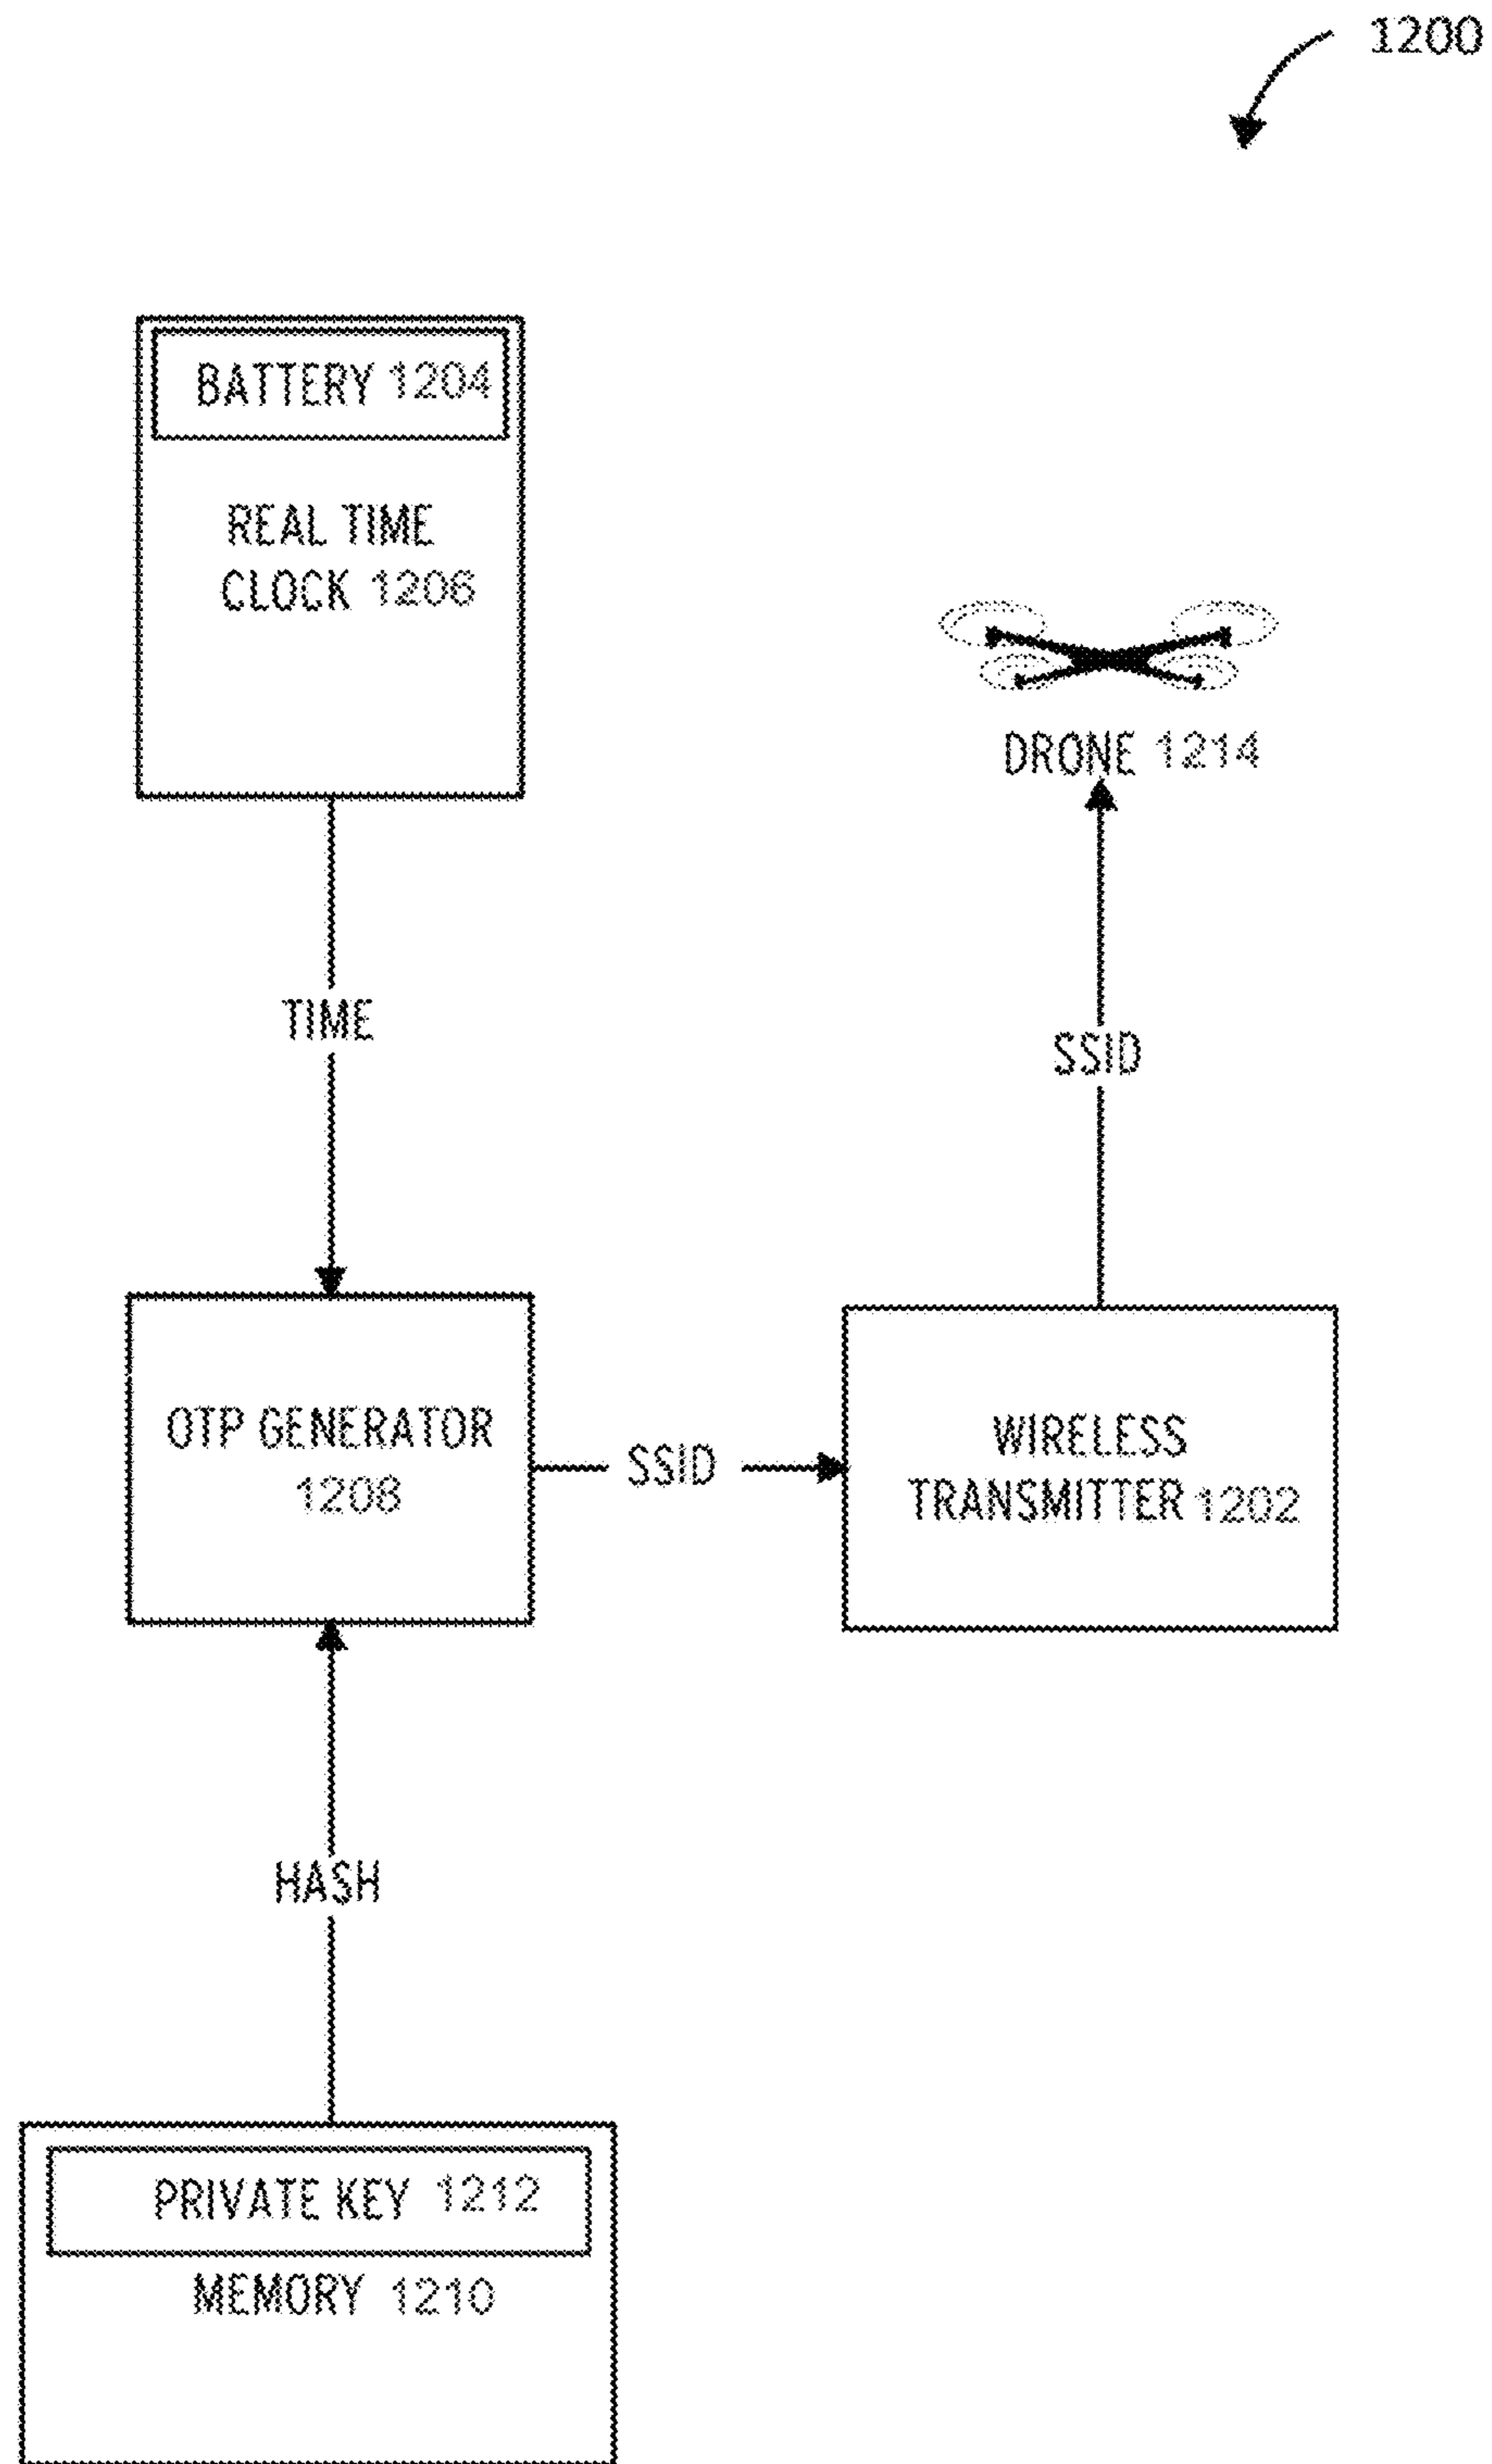 1200
BATTERY 1204
REAL TIME
CLOCK 1206
DRONE 1214
TIME
SSID
OTP GENERATOR
1208
SSID
WIRELESS
TRANSMITTER 1202
HASH
PRIVATE KEY 1212
MEMORY 1210